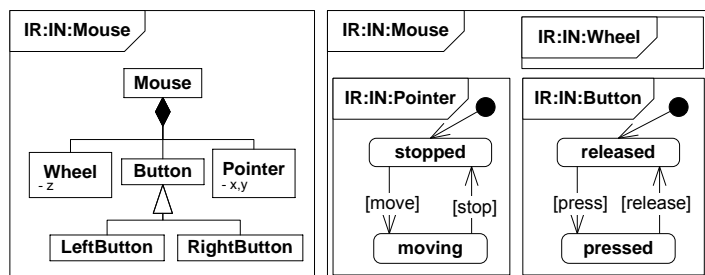 IR:IN:Mouse
Mouse
Wheel
- z
Button
Pointer
- x,y
LeftButton
RightButton
IR:IN:Mouse
IR:IN:Wheel
IR:IN:Pointer
stopped
[move]
[stop]
moving
IR:IN:Button
released
[press]
[release]
pressed